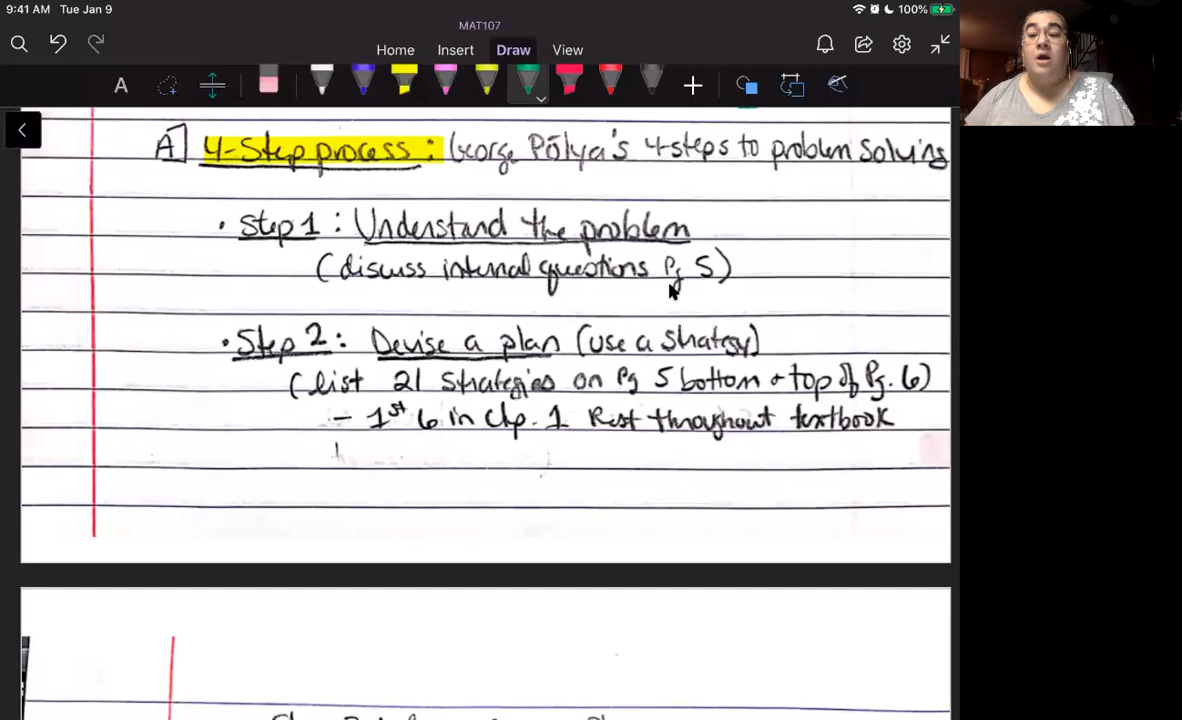 9:41 AM Tue Jan 9
100%
MAT107
Home Insert Draw View
A
A] 4-Step process: George Pōlya's 4-steps to problem solving
• Step 1: Understand the problem
(discuss internal questions Pg 5)
• Step 2: Devise a plan (use a strategy)
(list 21 strategies on Pg 5 bottom + top of Pg. 6)
- 1st 6 in Chp. 1 Rest throughout textbook